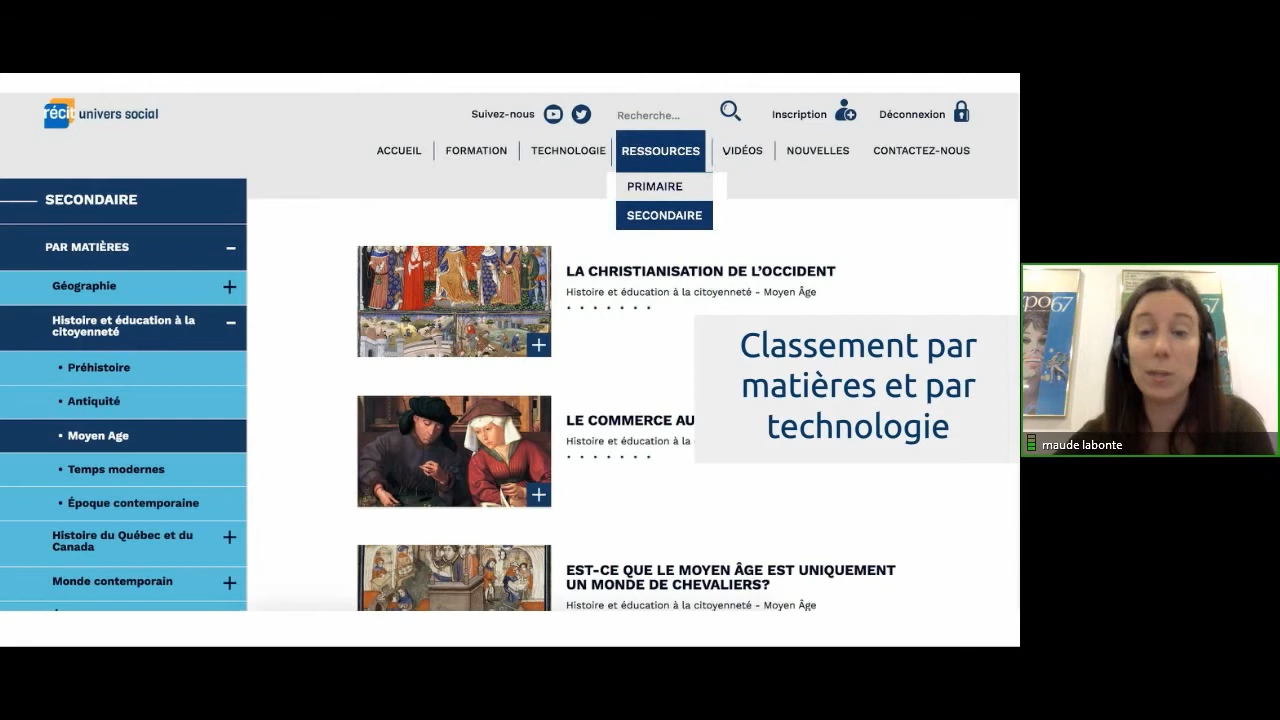 récit univers social
Suivez-nous
Recherche...
Inscription
Déconnexion
ACCUEIL
FORMATION
TECHNOLOGIE
RESSOURCES
VIDÉOS
NOUVELLES
CONTACTEZ-NOUS
PRIMAIRE
SECONDAIRE
SECONDAIRE
PAR MATIÈRES
Géographie
Histoire et éducation à la
citoyenneté
• Préhistoire
• Antiquité
• Moyen Age
• Temps modernes
• Époque contemporaine
Histoire du Québec et du
Canada
Monde contemporain
LA CHRISTIANISATION DE L'OCCIDENT
Histoire et éducation à la citoyenneté - Moyen Âge
LE COMMERCE AU
Histoire et éducation à la
EST-CE QUE LE MOYEN ÂGE EST UNIQUEMENT
UN MONDE DE CHEVALIERS?
Histoire et éducation à la citoyenneté - Moyen Âge
Classement par
matières et par
technologie
po67
67
maude labonte